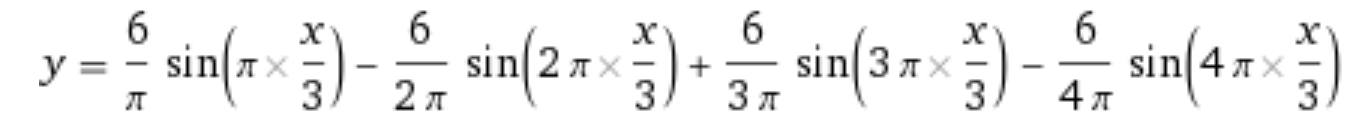 y = 6/π sin(π × x/3) − 6/(2π) sin(2π × x/3) + 6/(3π) sin(3π × x/3) − 6/(4π) sin(4π × x/3)